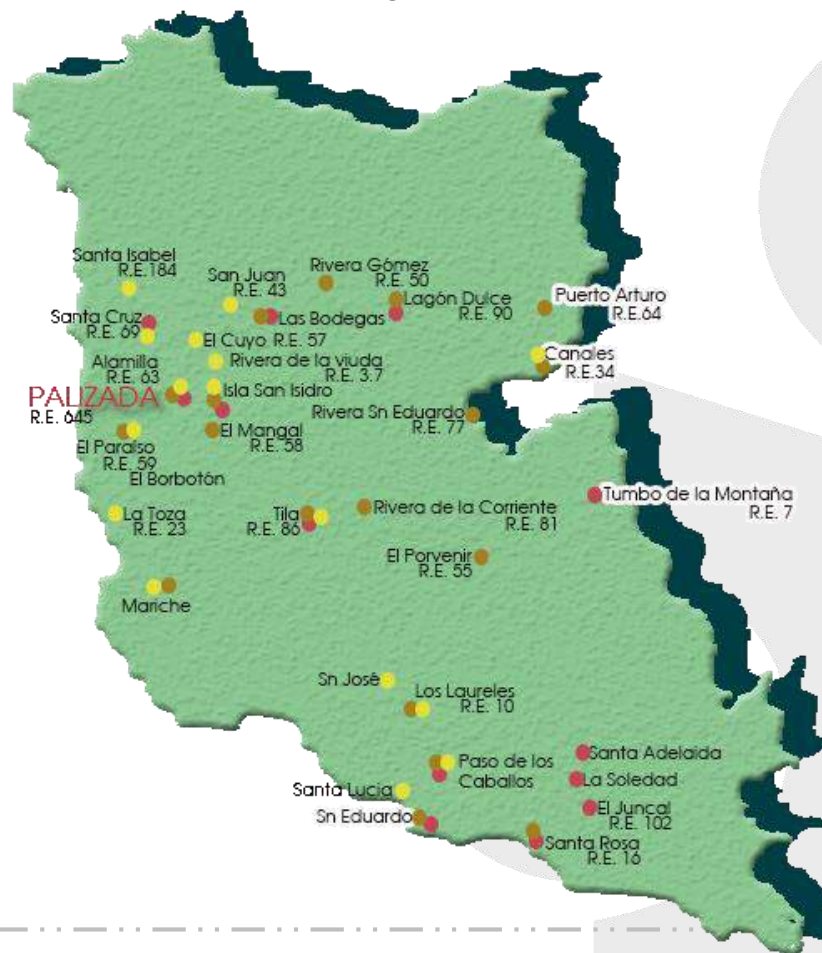 Santa Isabel
R.E.184
San Juan
R.E. 43
Rivera Gómez
R.E. 50
Lagón Dulce
R.E. 90
Puerto Arturo
R.E.64
Santa Cruz
R.E. 69
Las Bodegas
El Cuyo R.E. 57
Canales
R.E.34
Alamilla
R.E. 63
Rivera de la viuda
R.E. 3.7
PALIZADA
R.E. 645
Isla San Isidro
Rivera Sn Eduardo
R.E. 77
El Mangal
R.E. 58
El Paraíso
R.E. 59
El Borbotón
La Toza
R.E. 23
Tila
R.E. 86
Rivera de la Corriente
R.E. 81
Tumbo de la Montaña
R.E. 7
El Porvenir
R.E. 55
Mariche
Sn José
Los Laureles
R.E. 10
Paso de los
Caballos
Santa Adelaida
La Soledad
Santa Lucia
Sn Eduardo
El Juncal
R.E. 102
Santa Rosa
R.E. 16